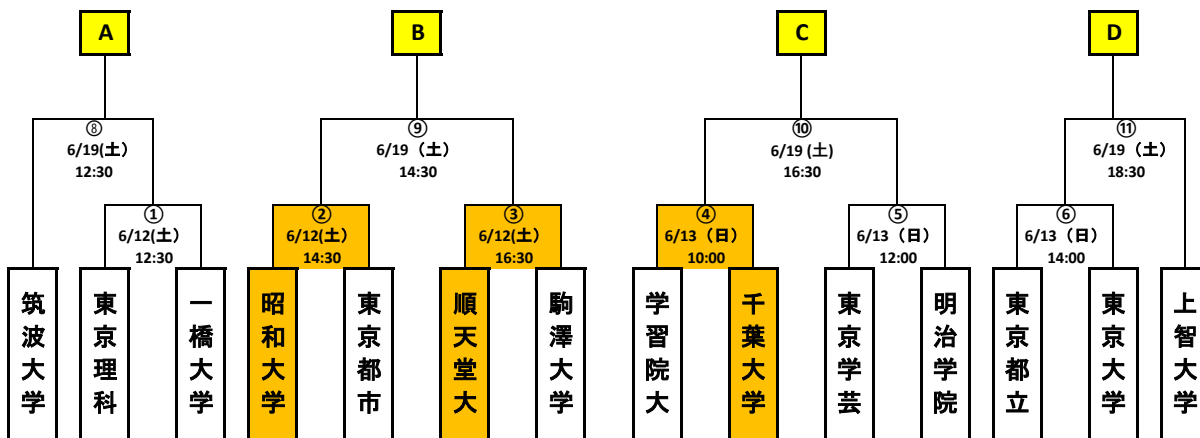 A
B
C
D
⑧
6/19(土)
12:30
⑨
6/19（土）
14:30
⑩
6/19 (土)
16:30
⑪
6/19（土）
18:30
①
6/12(土)
12:30
②
6/12(土)
14:30
③
6/12(土)
16:30
④
6/13（日）
10:00
⑤
6/13（日）
12:00
⑥
6/13（日）
14:00
筑波大学
東京理科
一橋大学
昭和大学
東京都市
順天堂大
駒澤大学
学習院大
千葉大学
東京学芸
明治学院
東京都立
東京大学
上智大学